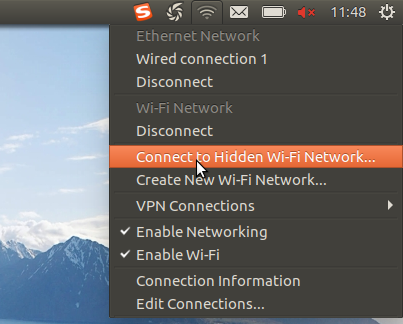 S 11:48
Ethernet Network
Wired connection 1
Disconnect
Wi-Fi Network
Disconnect
Connect to Hidden Wi-Fi Network...
Create New Wi-Fi Network...
VPN Connections
Enable Networking
Enable Wi-Fi
Connection Information
Edit Connections...